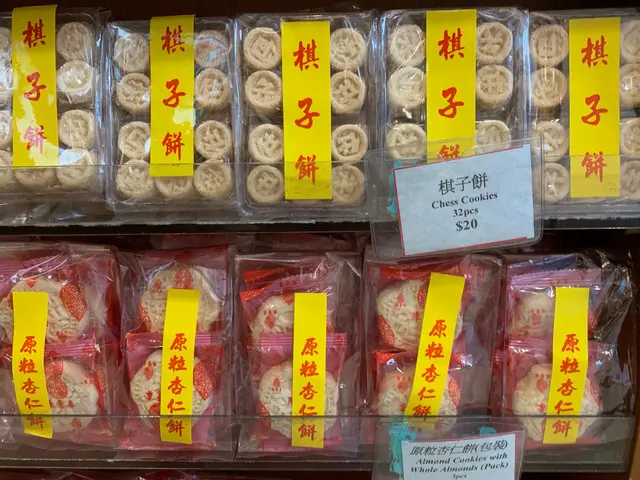 棋子餅
棋子餅
棋子餅
棋子餅
棋子餅
棋子餅
Chess Cookies
32pcs
$20
原粒杏仁餅
原粒杏仁餅
原粒杏仁餅
原粒杏仁餅
原粒杏仁餅
原粒杏仁餅(包裝)
Almond Cookies with
Whole Almonds (Pack)
5pcs